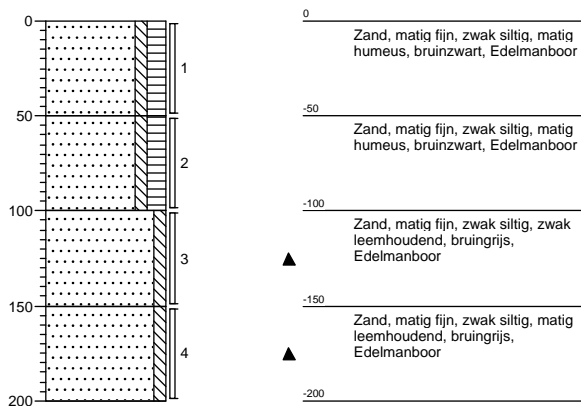 0
50
100
150
200
1
2
3
4
0
Zand, matig fijn, zwak siltig, matig
humeus, bruinzwart, Edelmanboor
-50
Zand, matig fijn, zwak siltig, matig
humeus, bruinzwart, Edelmanboor
-100
Zand, matig fijn, zwak siltig, zwak
leemhoudend, bruingrijs,
Edelmanboor
-150
Zand, matig fijn, zwak siltig, matig
leemhoudend, bruingrijs,
Edelmanboor
-200